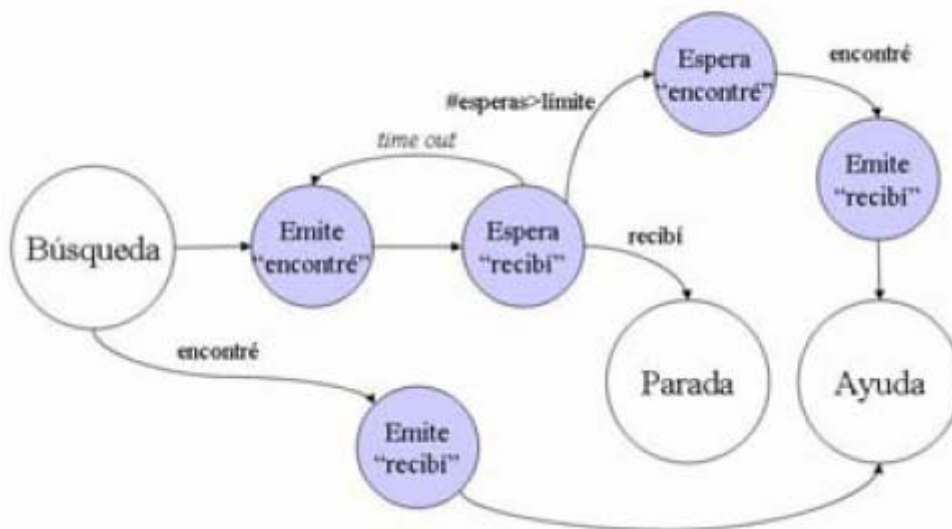 Espera
“encontré”
encontré
#esperas>límite
time out
Emite
“recibí”
Búsqueda
Emite
“encontré”
Espera
“recibí”
recibí
encontré
Parada
Ayuda
Emite
“recibí”